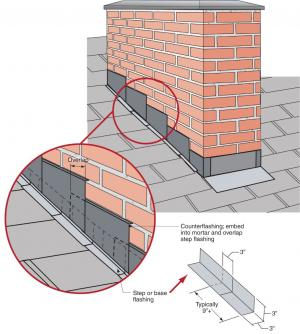 Overlap
Counterflashing; embed
into mortar and overlap
step flashing
Step or base
flashing
3"
Typically
9"+
3"
3"